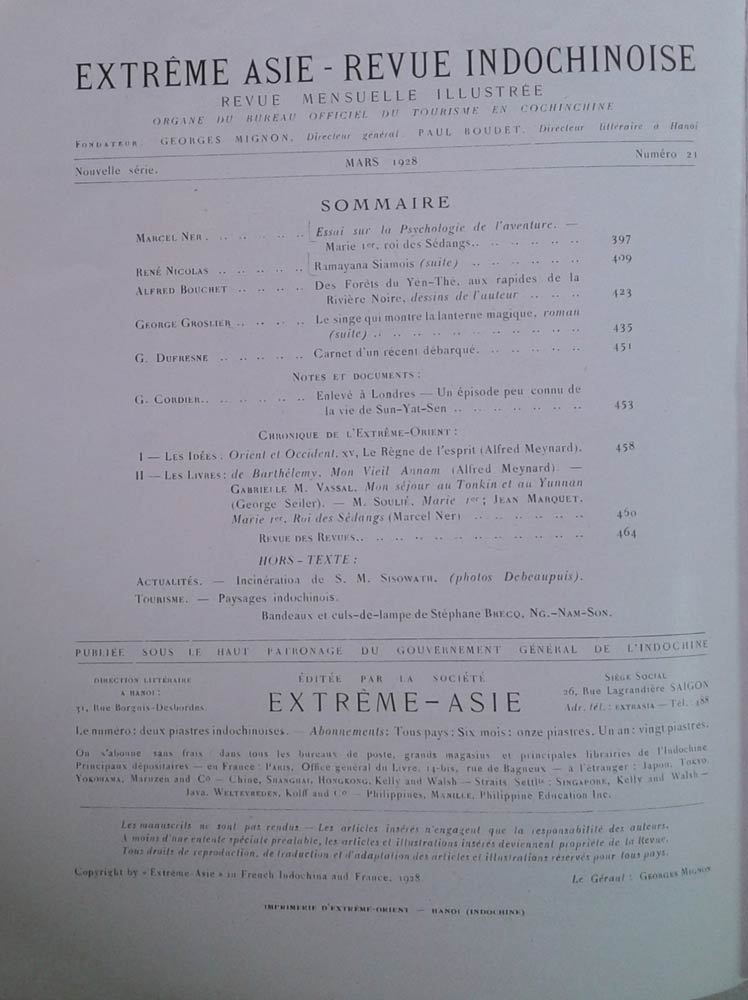 EXTRÊME ASIE - REVUE INDOCHINOISE
REVUE MENSUELLE ILLUSTRÉE
ORGANE DU BUREAU OFFICIEL DU TOURISME EN COCHINCHINE
FONDATEUR: GEORGES MIGNON, Directeur général. PAUL BOUDET, Directeur littéraire à Hanoi
Nouvelle série. MARS 1928 Numéro 21
SOMMAIRE
MARCEL NER . .. .. .. .. .. Essai sur la Psychologie de l'aventure. —
Marie 1er, roi des Sédangs.. .. .. .. .. .. 397
RENÉ NICOLAS .. .. .. .. .. Ramayana Siamois (suite) .. .. .. .. .. .. 409
ALFRED BOUCHET .. .. .. .. Des Forêts du Yên-Thé, aux rapides de la
Rivière Noire, dessins de l'auteur .. .. .. 423
GEORGE GROSLIER .. .. .. .. Le singe qui montre la lanterne magique, roman
(suite) .. .. .. .. .. .. .. .. .. .. 435
G. DUFRESNE .. .. .. .. .. Carnet d'un récent débarqué. .. .. .. .. .. 451
NOTES ET DOCUMENTS :
G. CORDIER.. .. .. .. .. .. Enlevé à Londres — Un épisode peu connu de
la vie de Sun-Yat-Sen .. .. .. .. .. .. 453
CHRONIQUE DE L'EXTRÊME-ORIENT :
I — LES IDÉES : Orient et Occident, XV, Le Règne de l'esprit (Alfred Meynard). 458
II — LES LIVRES : de Barthélemy, Mon Vieil Annam (Alfred Meynard) —
GABRIELLE M. VASSAL, Mon séjour au Tonkin et au Yunnan
(George Seiler). — M. SOULIÉ, Marie 1er ; JEAN MARQUET,
Marie 1er, Roi des Sédangs (Marcel Ner) .. .. .. .. .. .. 460
REVUE DES REVUES.. .. .. .. .. .. .. .. .. .. 464
HORS-TEXTE :
ACTUALITÉS. — Incinération de S. M. SISOWATH, (photos Debeaupuis).
TOURISME. — Paysages indochinois.
Bandeaux et culs-de-lampe de Stéphane BRECQ, NG.-NAM-SON.
PUBLIÉE SOUS LE HAUT PATRONAGE DU GOUVERNEMENT GÉNÉRAL DE L'INDOCHINE
DIRECTION LITTÉRAIRE
A HANOI :
31, Rue Borgnis-Desbordes.
ÉDITÉE PAR LA SOCIÉTÉ
EXTRÊME-ASIE
SIÈGE SOCIAL
26, Rue Lagrandière SAIGON
Adr. tél. : EXTRASIA — Tél. : 488
Le numéro : deux piastres indochinoises. — Abonnements : Tous pays : Six mois : onze piastres. Un an : vingt piastres.
On s'abonne sans frais : dans tous les bureaux de poste, grands magasins et principales librairies de l'Indochine
Principaux dépositaires — en France : PARIS, Office général du Livre, 14-bis, rue de Bagneux — à l'étranger : Japon, TOKYO,
YOKOHAMA, Maruzen and Co — Chine, SHANGHAI, HONGKONG, Kelly and Walsh — Straits Settle : SINGAPORE, Kelly and Walsh —
Java, WELTEVREDEN, Kolff and Co — Philippines, MANILLE, Philippine Education Inc.
Les manuscrits ne sont pas rendus — Les articles insérés n'engagent que la responsabilité des auteurs.
A moins d'une entente spéciale préalable, les articles et illustrations insérés deviennent propriété de la Revue.
Tous droits de reproduction, de traduction et d'adaptation des articles et illustrations réservés pour tous pays.
Copyright by « Extrême-Asie » in French Indochina and France, 1928. Le Gérant : GEORGES MIGNON
IMPRIMERIE D'EXTRÊME-ORIENT — HANOI (INDOCHINE)